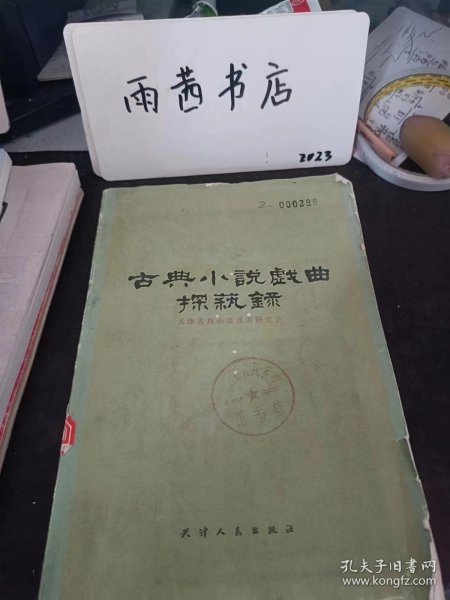 雨茜书店
2023
2-000388
古典小說戲曲
探藝錄
天津古典小说戏曲研究会
天津人民出版社
孔夫子旧书网
www.kongfz.com